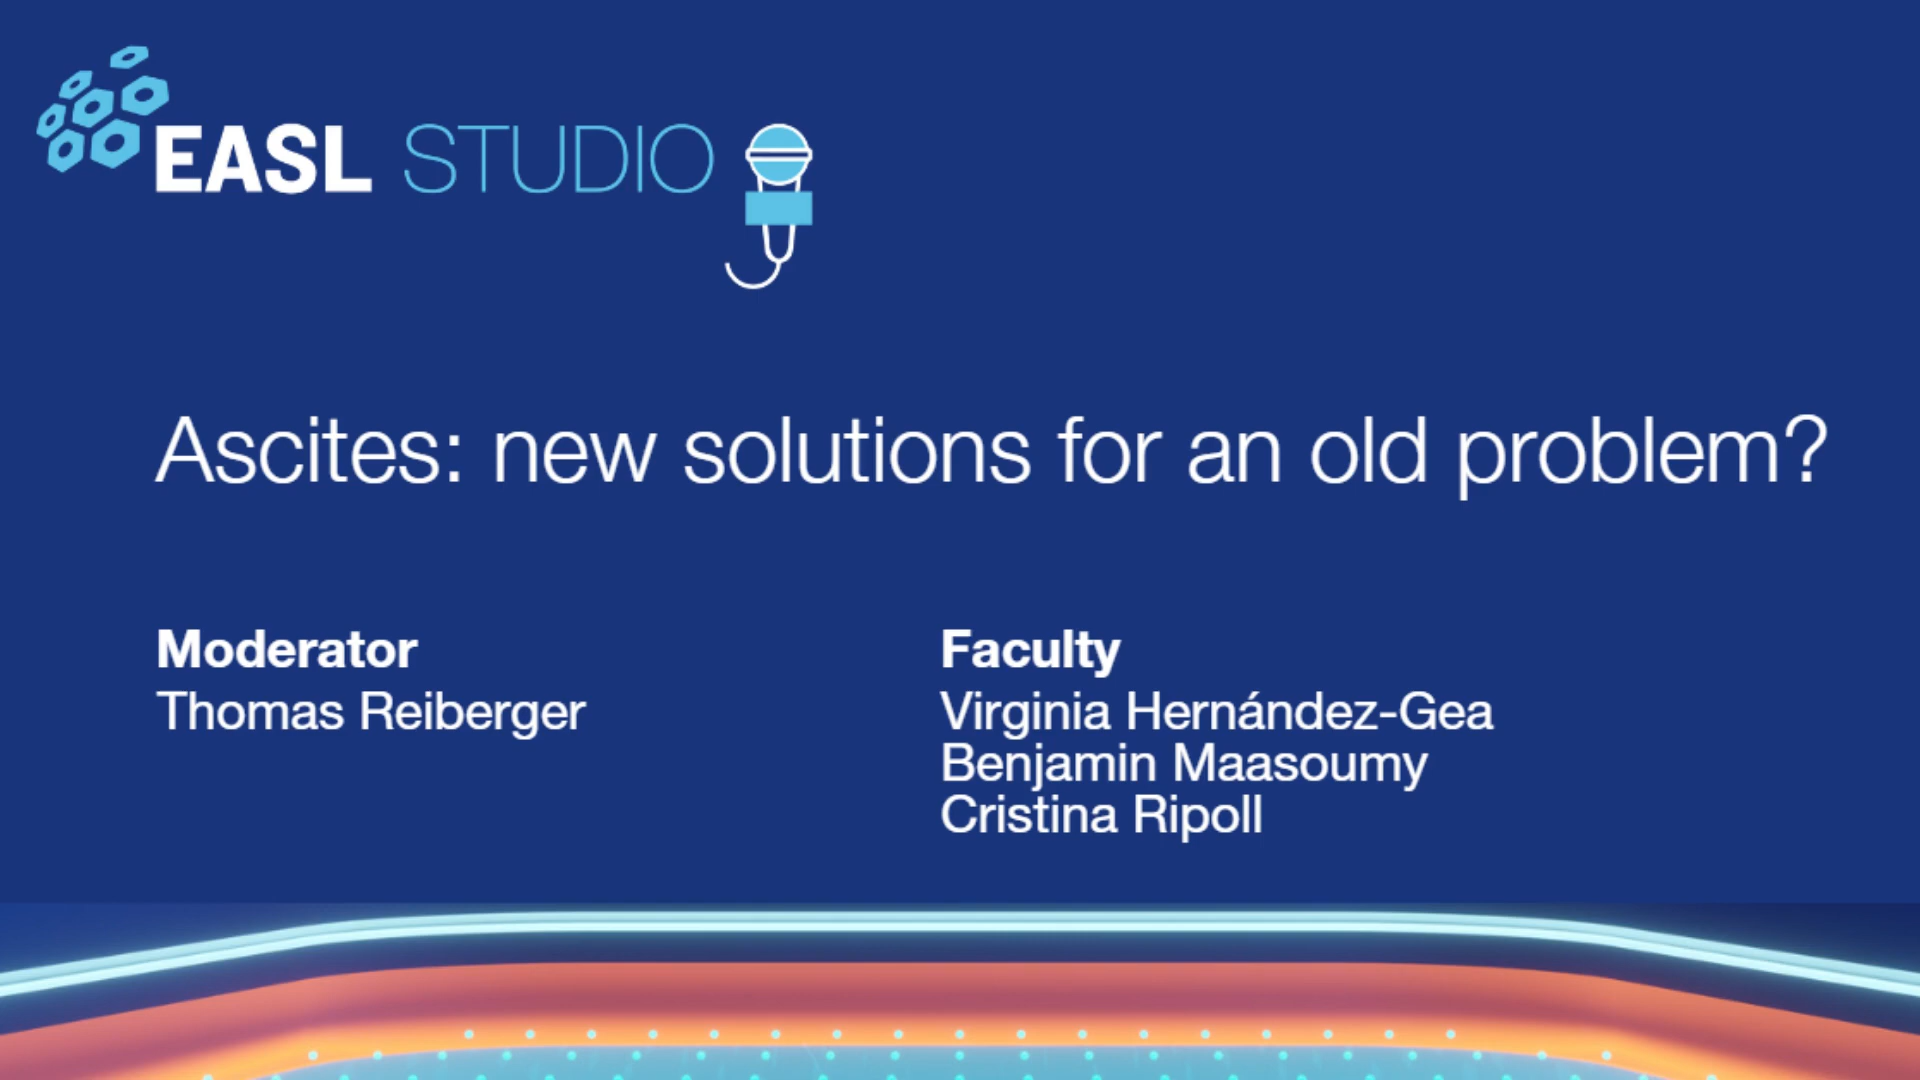 EASL STUDIO
Ascites: new solutions for an old problem?
Moderator
Thomas Reiberger
Faculty
Virginia Hernández-Gea
Benjamin Maasoumy
Cristina Ripoll